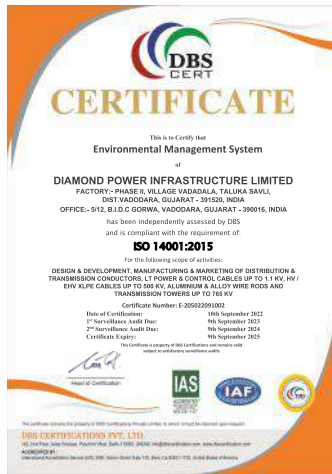 DBS
CERT
CERTIFICATE
This is to Certify that
Environmental Management System
of
DIAMOND POWER INFRASTRUCTURE LIMITED
FACTORY:- PHASE II, VILLAGE VADADALA, TALUKA SAVLI,
DIST.VADODARA, GUJARAT - 391520, INDIA
OFFICE:- 5/12, B.I.D.C GORWA, VADODARA, GUJARAT - 390016, INDIA
has been independently assessed by DBS
and is compliant with the requirement of:
ISO 14001:2015
For the following scope of activities:
DESIGN & DEVELOPMENT, MANUFACTURING & MARKETING OF DISTRIBUTION &
TRANSMISSION CONDUCTORS, LT POWER & CONTROL CABLES UP TO 1.1 KV, HV /
EHV XLPE CABLES UP TO 500 KV, ALUMINIUM & ALLOY WIRE RODS AND
TRANSMISSION TOWERS UP TO 765 KV
Certificate Number: E-205022091002
Date of Certification: 10th September 2022
1st Surveillance Audit Due: 9th September 2023
2nd Surveillance Audit Due: 9th September 2024
Certificate Expiry: 9th September 2025
This Certificate is property of DBS Certifications and remains valid
subject to satisfactory surveillance audits
Head of Certification
IAS
ACCREDITED
IAF
DBS CERTIFICATIONS PVT. LTD.
ACCREDITED BY :